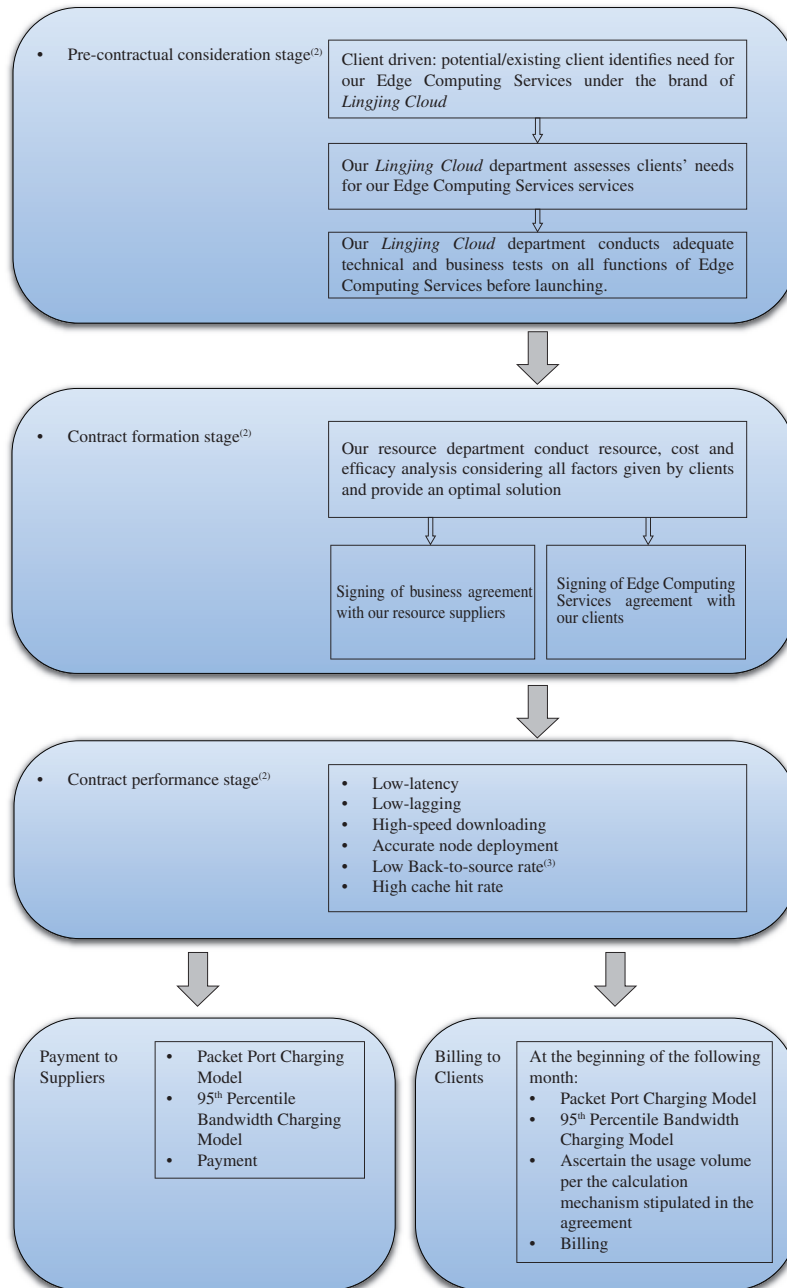 • Pre-contractual consideration stage(2)
Client driven: potential/existing client identifies need for
our Edge Computing Services under the brand of
Lingjing Cloud
Our Lingjing Cloud department assesses clients’ needs
for our Edge Computing Services services
Our Lingjing Cloud department conducts adequate
technical and business tests on all functions of Edge
Computing Services before launching.
• Contract formation stage(2)
Our resource department conduct resource, cost and
efficacy analysis considering all factors given by clients
and provide an optimal solution
Signing of business agreement
with our resource suppliers
Signing of Edge Computing
Services agreement with
our clients
• Contract performance stage(2)
• Low-latency
• Low-lagging
• High-speed downloading
• Accurate node deployment
• Low Back-to-source rate(3)
• High cache hit rate
Payment to
Suppliers
• Packet Port Charging
Model
• 95th Percentile
Bandwidth Charging
Model
• Payment
Billing to
Clients
At the beginning of the following
month:
• Packet Port Charging Model
• 95th Percentile Bandwidth
Charging Model
• Ascertain the usage volume
per the calculation
mechanism stipulated in the
agreement
• Billing